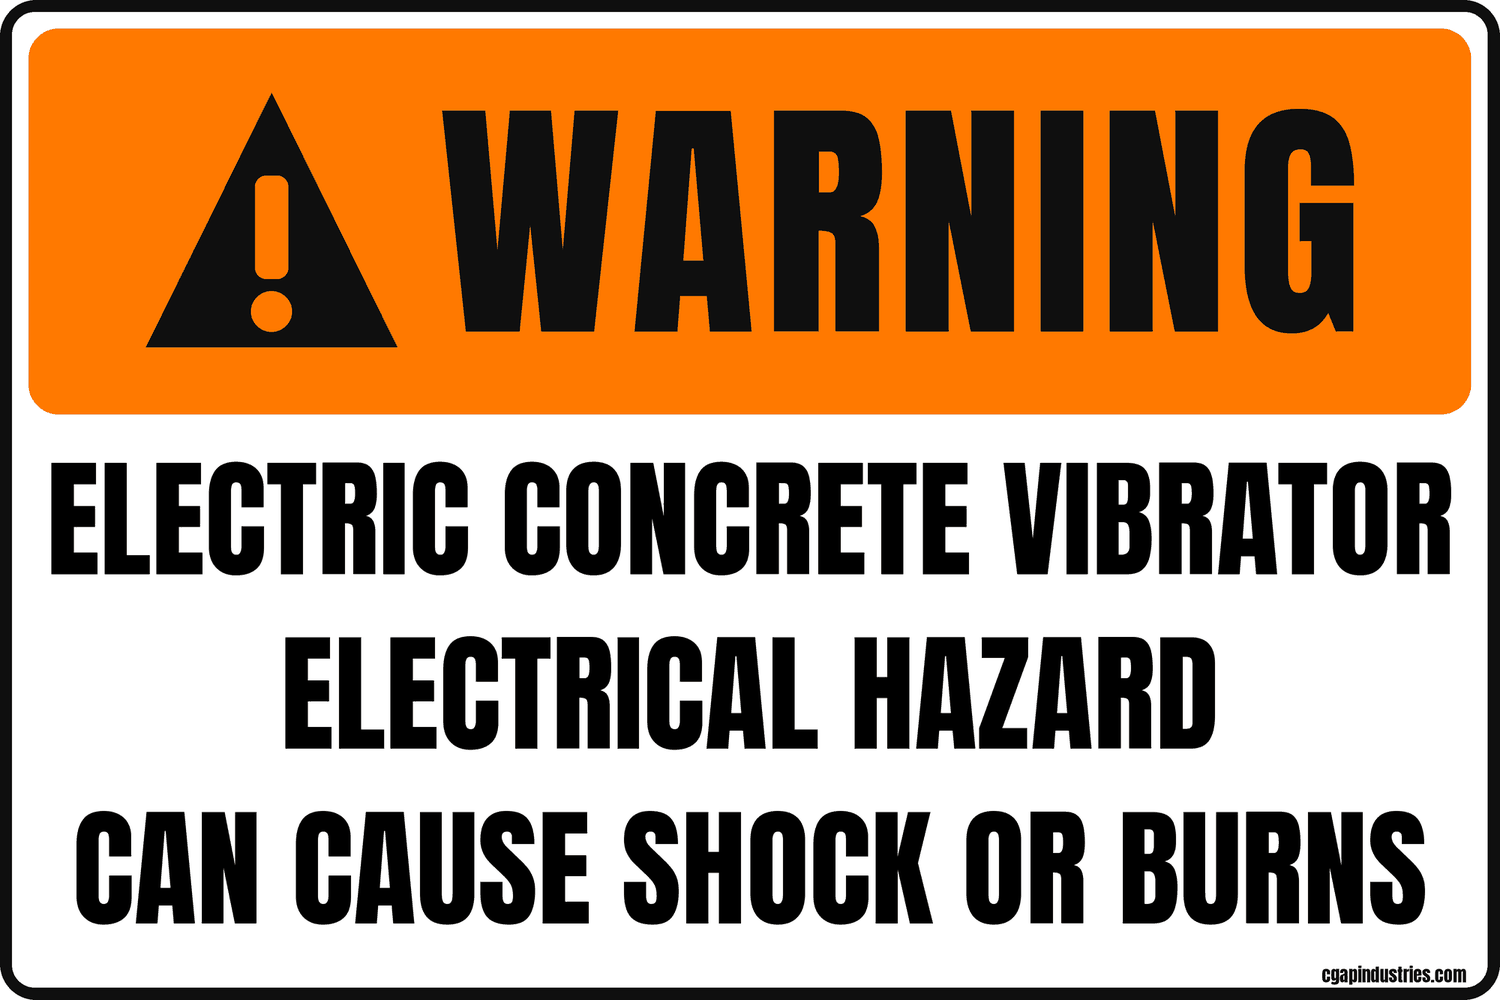 WARNING
ELECTRIC CONCRETE VIBRATOR
ELECTRICAL HAZARD
CAN CAUSE SHOCK OR BURNS
cgapindustries.com